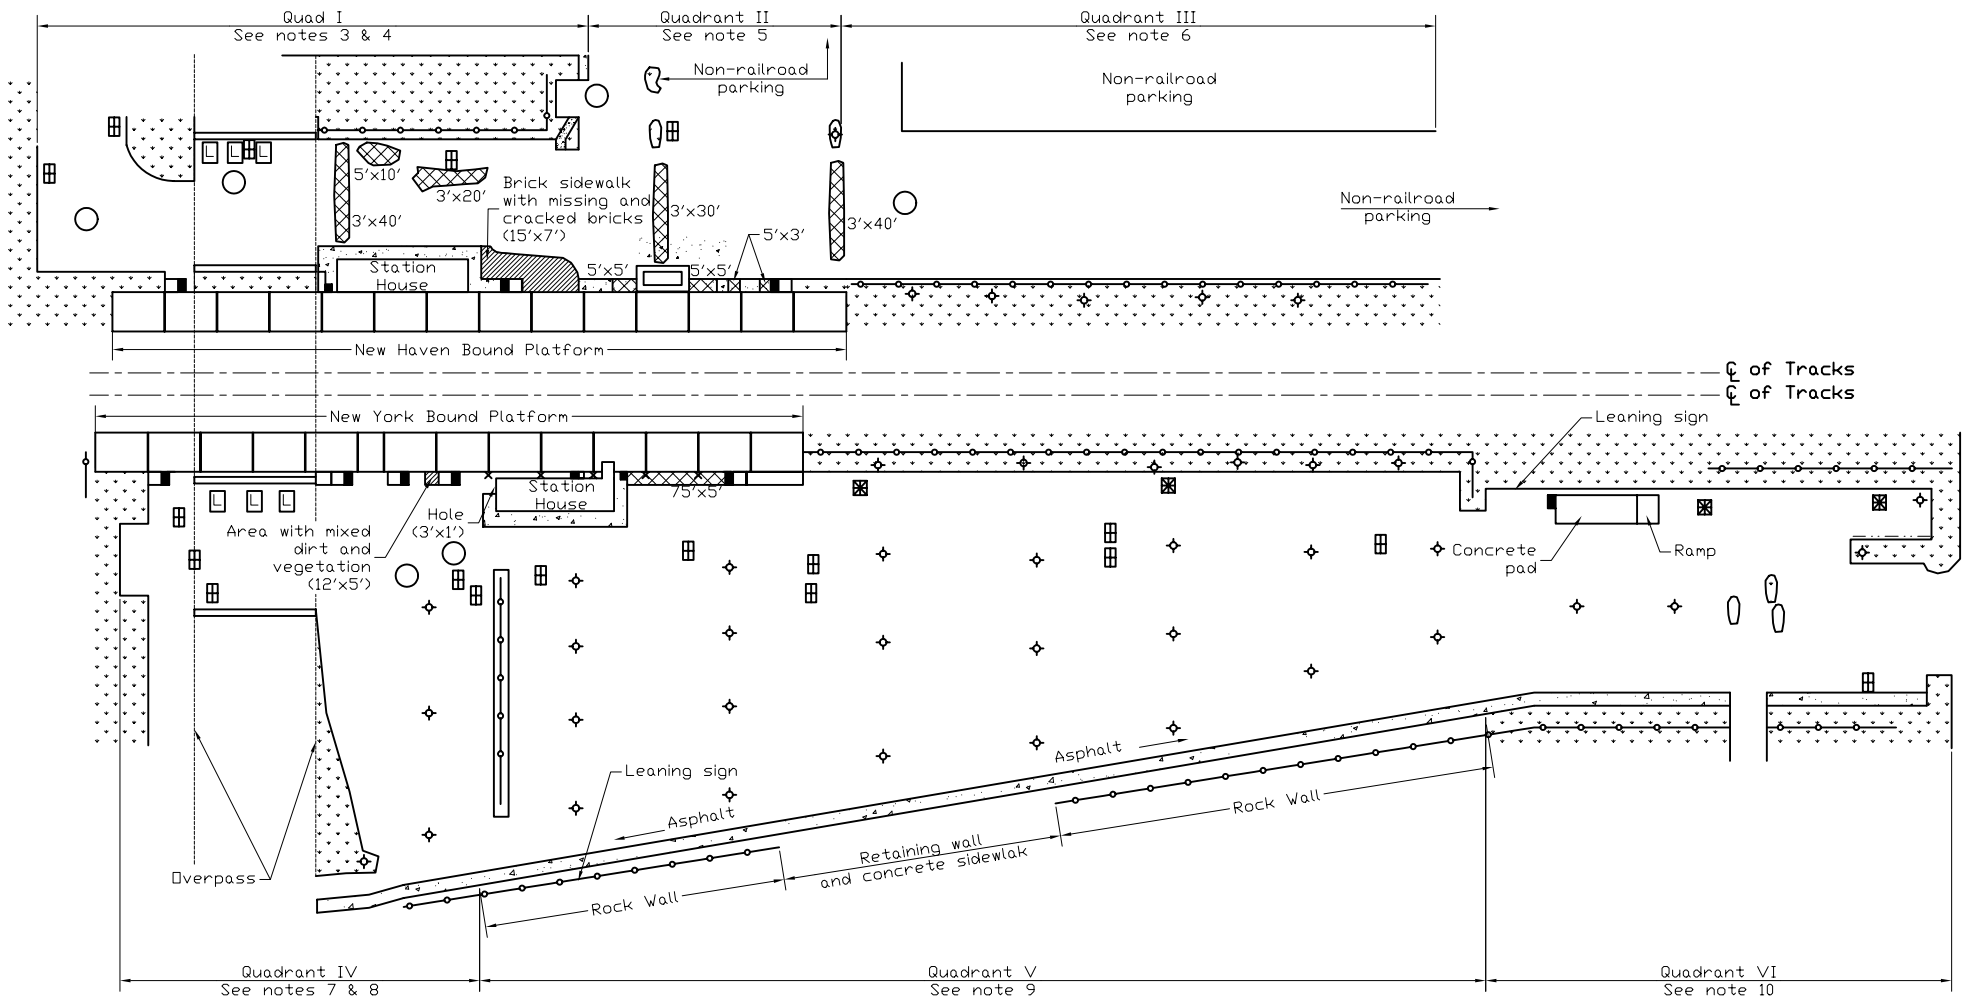 Quad I
See notes 3 & 4
Quadrant II
See note 5
Quadrant III
See note 6
Non-railroad
parking
Non-railroad
parking
5'x10'
3'x20'
3'x40'
Brick sidewalk
with missing and
cracked bricks
(15'x7')
3'x30'
3'x40'
5'x3'
Non-railroad
parking
Station
House
5'x5'
5'x5'
New Haven Bound Platform
℄ of Tracks
℄ of Tracks
New York Bound Platform
Leaning sign
Station
House
75'x5'
Hole
(3'x1')
Area with mixed
dirt and
vegetation
(12'x5')
Concrete
pad
Ramp
L
L
L
L
L
L
Leaning sign
Asphalt
Asphalt
Rock Wall
Retaining wall
and concrete sidewlak
Rock Wall
Overpass
Quadrant IV
See notes 7 & 8
Quadrant V
See note 9
Quadrant VI
See note 10